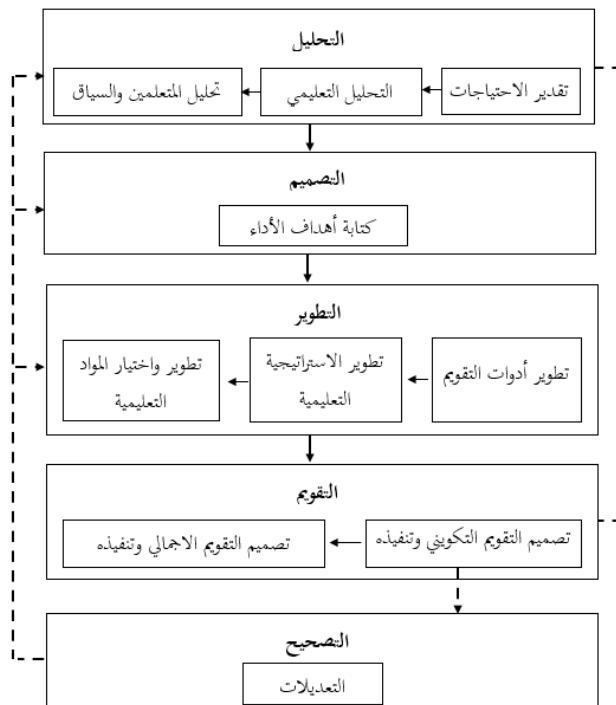 التحليل
تقدير الاحتياجات
التحليل التعليمي
تحليل المتعلمين والسياق
التصميم
كتابة أهداف الأداء
التطوير
تطوير أدوات التقويم
تطوير الاستراتيجية
التعليمية
تطوير واختيار المواد
التعليمية
التقويم
تصميم التقويم التكويني وتنفيذه
تصميم التقويم الاجمالي وتنفيذه
التصحيح
التعديلات